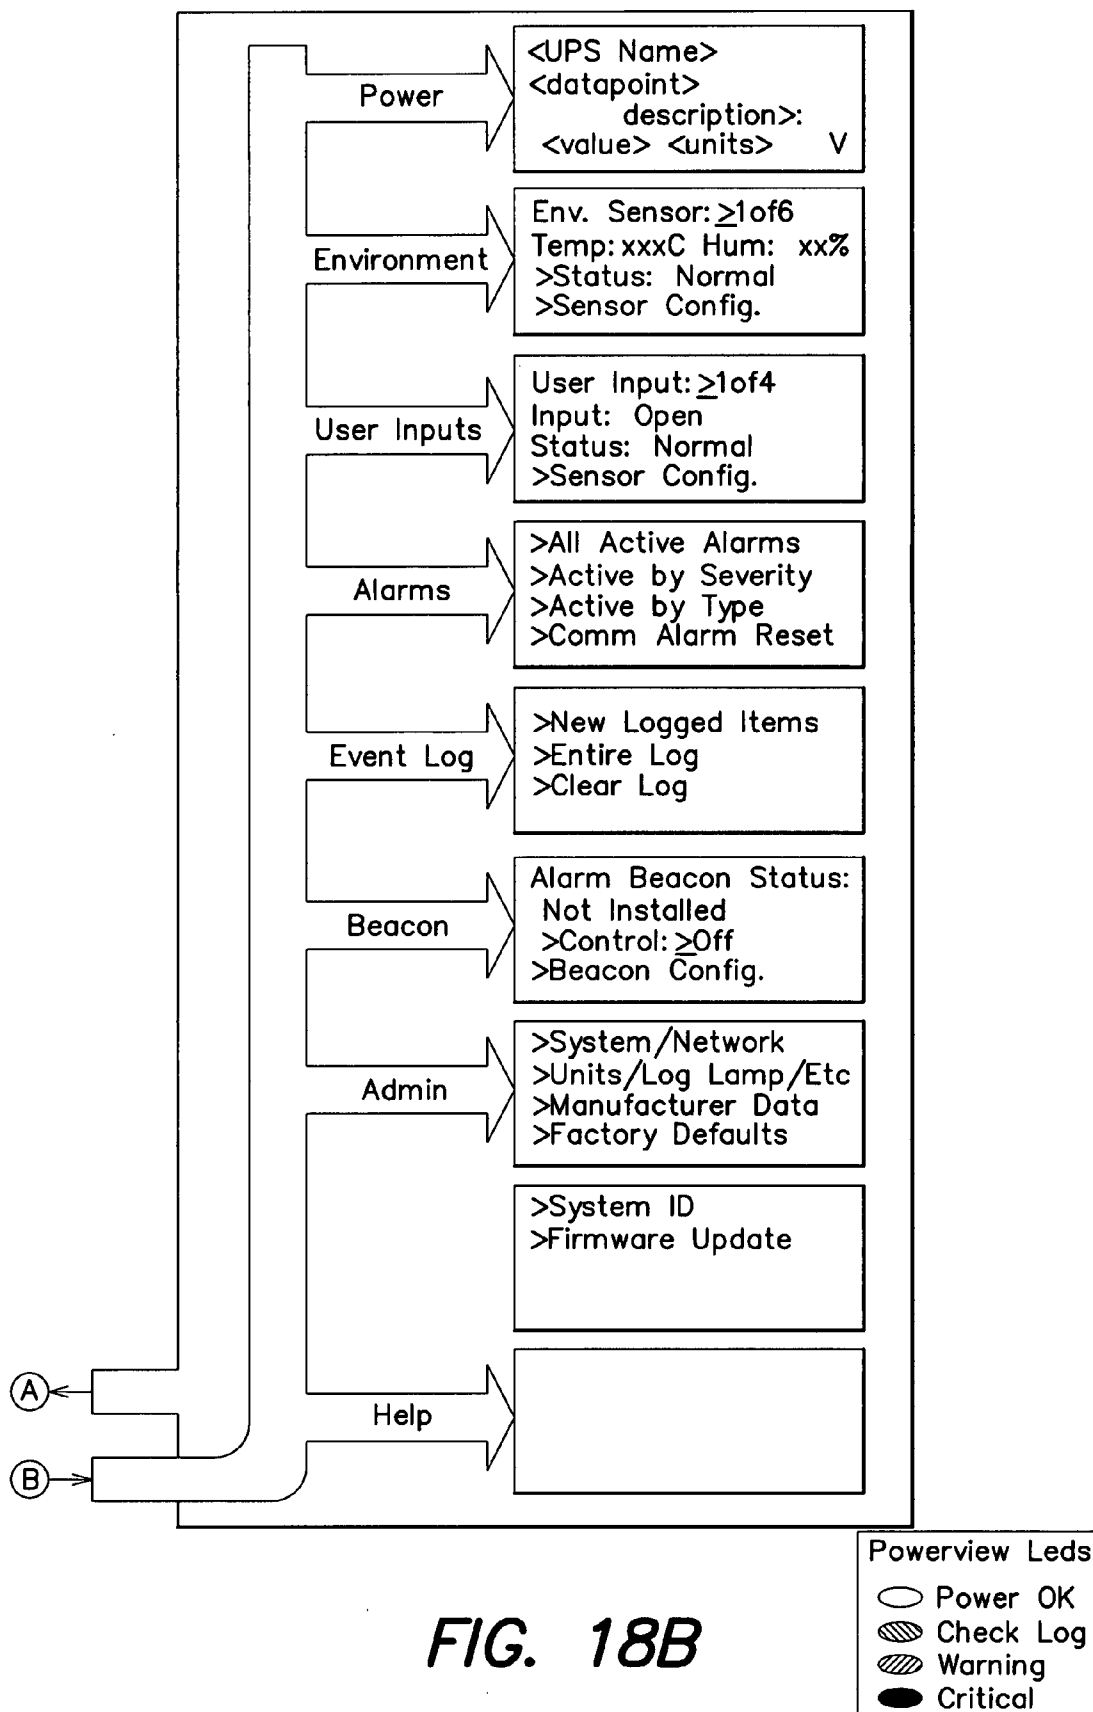 Power
<UPS Name>
<datapoint>
description>:
<value> <units> V
Environment
Env. Sensor: >1of6
Temp: xxxC Hum: xx%
>Status: Normal
>Sensor Config.
User Inputs
User Input: >1of4
Input: Open
Status: Normal
>Sensor Config.
Alarms
>All Active Alarms
>Active by Severity
>Active by Type
>Comm Alarm Reset
Event Log
>New Logged Items
>Entire Log
>Clear Log
Beacon
Alarm Beacon Status:
Not Installed
>Control: >Off
>Beacon Config.
Admin
>System/Network
>Units/Log Lamp/Etc
>Manufacturer Data
>Factory Defaults
>System ID
>Firmware Update
A
Help
B
Powerview Leds
Power OK
Check Log
Warning
Critical
FIG. 18B